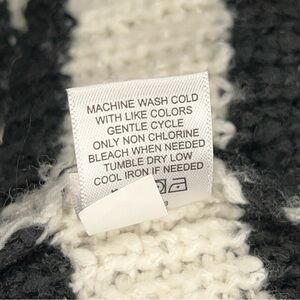 MACHINE WASH COLD
WITH LIKE COLORS
GENTLE CYCLE
ONLY NON CHLORINE
BLEACH WHEN NEEDED
TUMBLE DRY LOW
COOL IRON IF NEEDED